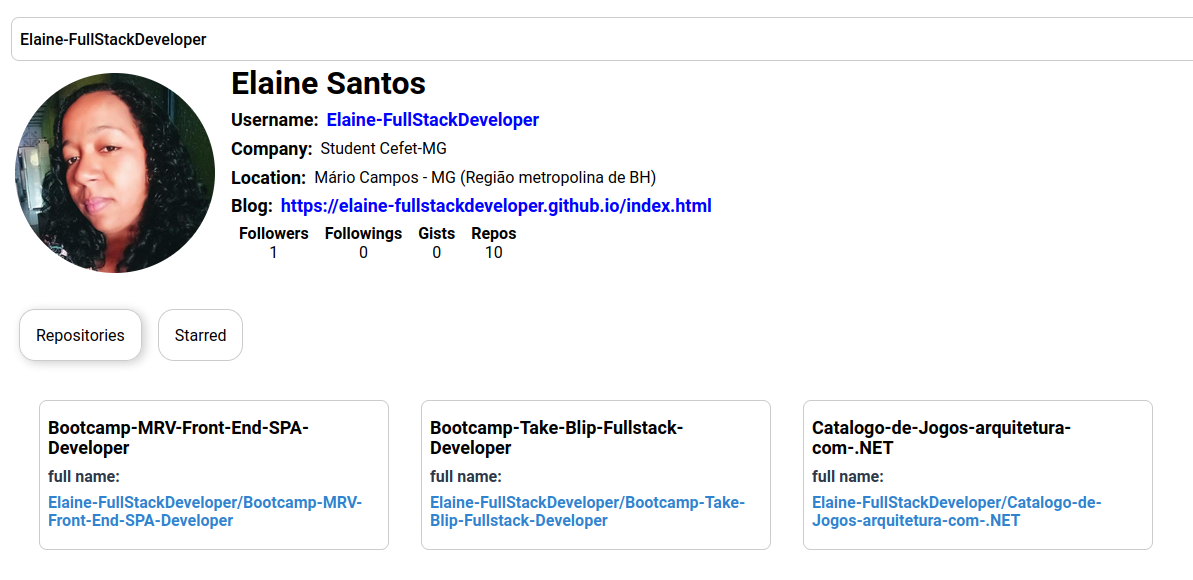 Elaine-FullStackDeveloper
Elaine Santos
Username: Elaine-FullStackDeveloper
Company: Student Cefet-MG
Location: Mário Campos - MG (Região metropolina de BH)
Blog: https://elaine-fullstackdeveloper.github.io/index.html
Followers Followings Gists Repos
1 0 0 10
Repositories Starred
Bootcamp-MRV-Front-End-SPA-
Developer
full name:
Elaine-FullStackDeveloper/Bootcamp-MRV-
Front-End-SPA-Developer
Bootcamp-Take-Blip-Fullstack-
Developer
full name:
Elaine-FullStackDeveloper/Bootcamp-Take-
Blip-Fullstack-Developer
Catalogo-de-Jogos-arquitetura-
com-.NET
full name:
Elaine-FullStackDeveloper/Catalogo-de-
Jogos-arquitetura-com-.NET